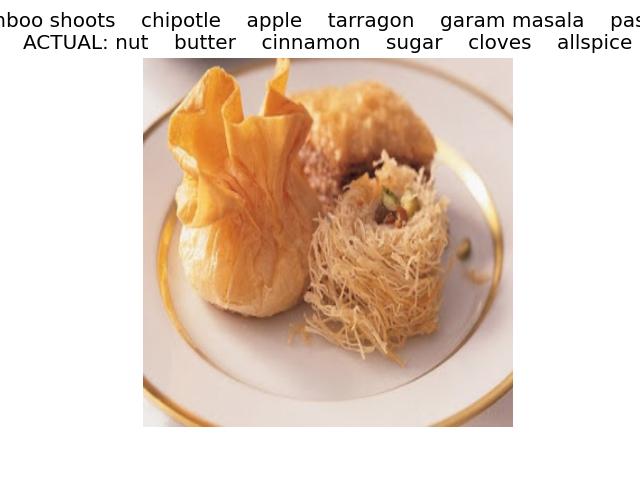 shoots chipotle apple tarragon garam masala
ACTUAL: nut butter cinnamon sugar cloves allspice